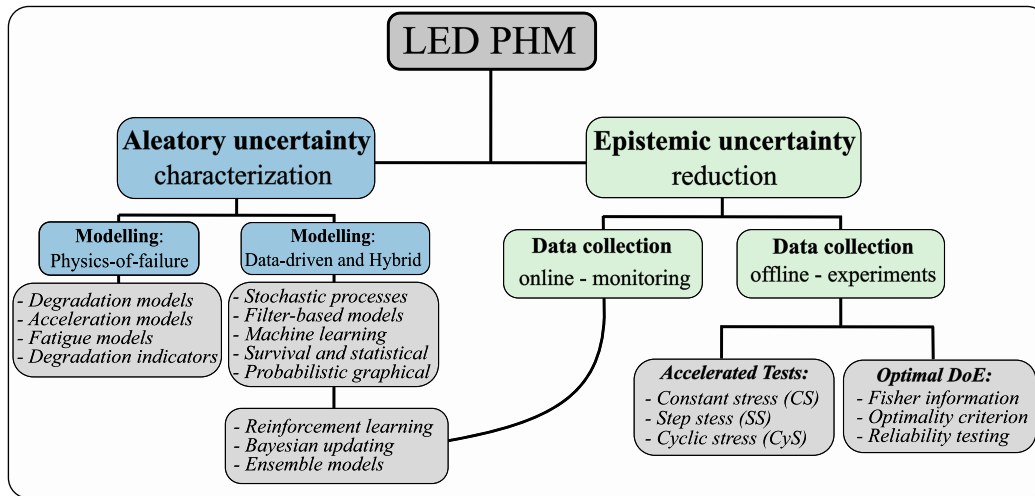 LED PHM
Aleatory uncertainty
characterization
Epistemic uncertainty
reduction
Modelling:
Physics-of-failure
Modelling:
Data-driven and Hybrid
Data collection
online - monitoring
Data collection
offline - experiments
- Degradation models
- Acceleration models
- Fatigue models
- Degradation indicators
- Stochastic processes
- Filter-based models
- Machine learning
- Survival and statistical
- Probabilistic graphical
- Reinforcement learning
- Bayesian updating
- Ensemble models
Accelerated Tests:
- Constant stress (CS)
- Step stess (SS)
- Cyclic stress (CyS)
Optimal DoE:
- Fisher information
- Optimality criterion
- Reliability testing